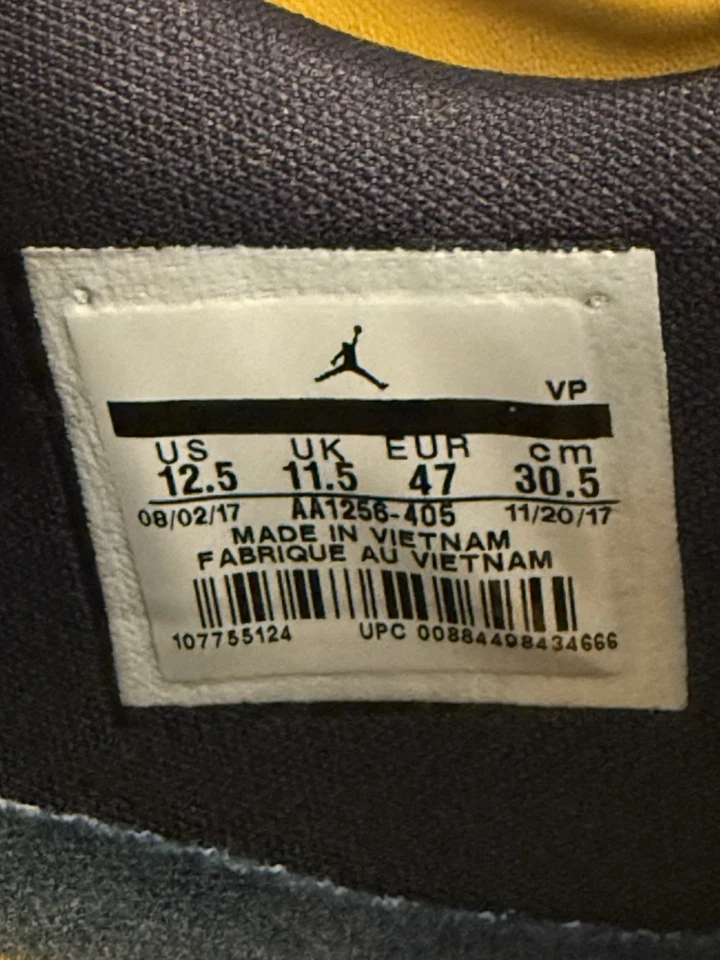 VP
US UK EUR cm
12.5 11.5 47 30.5
08/02/17 AA1256-405 11/20/17
MADE IN VIETNAM
FABRIQUE AU VIETNAM
107755124 UPC 00884498434666